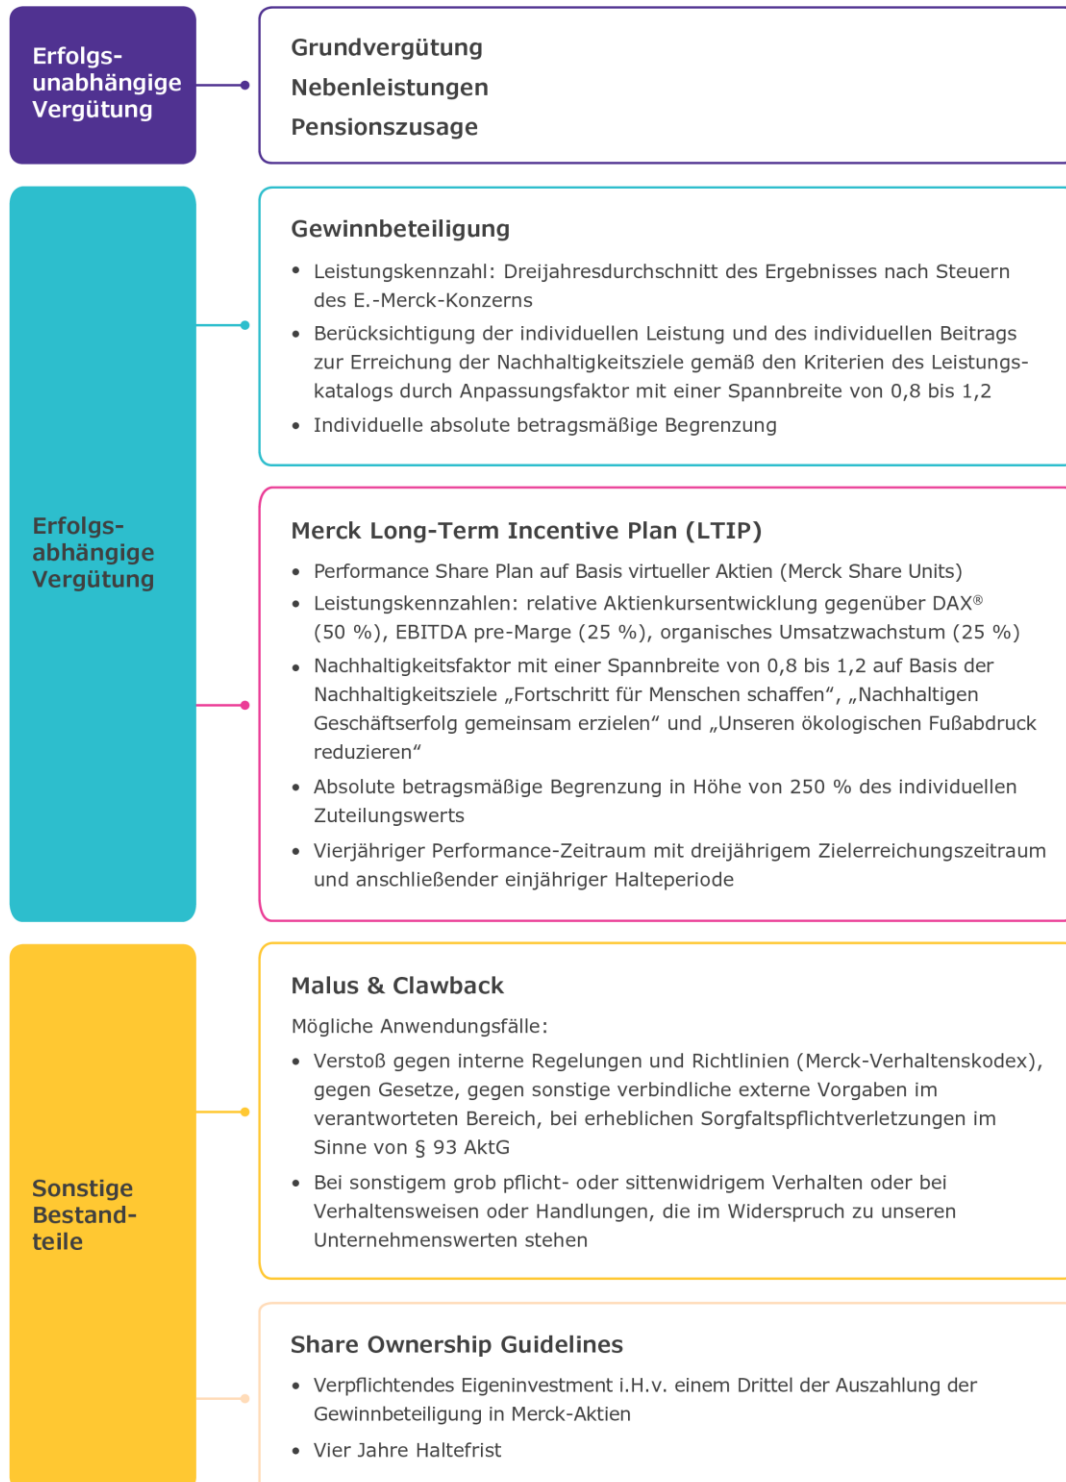 Erfolgs-
unabhängige
Vergütung
Grundvergütung
Nebenleistungen
Pensionszusage
Erfolgs-
abhängige
Vergütung
Gewinnbeteiligung
• Leistungskennzahl: Dreijahresdurchschnitt des Ergebnisses nach Steuern
des E.-Merck-Konzerns
• Berücksichtigung der individuellen Leistung und des individuellen Beitrags
zur Erreichung der Nachhaltigkeitsziele gemäß den Kriterien des Leistungs-
katalogs durch Anpassungsfaktor mit einer Spannbreite von 0,8 bis 1,2
• Individuelle absolute betragsmäßige Begrenzung
Merck Long-Term Incentive Plan (LTIP)
• Performance Share Plan auf Basis virtueller Aktien (Merck Share Units)
• Leistungskennzahlen: relative Aktienkursentwicklung gegenüber DAX®
(50 %), EBITDA pre-Marge (25 %), organisches Umsatzwachstum (25 %)
• Nachhaltigkeitsfaktor mit einer Spannbreite von 0,8 bis 1,2 auf Basis der
Nachhaltigkeitsziele „Fortschritt für Menschen schaffen“, „Nachhaltigen
Geschäftserfolg gemeinsam erzielen“ und „Unseren ökologischen Fußabdruck
reduzieren“
• Absolute betragsmäßige Begrenzung in Höhe von 250 % des individuellen
Zuteilungswerts
• Vierjähriger Performance-Zeitraum mit dreijährigem Zielerreichungszeitraum
und anschließender einjähriger Halteperiode
Sonstige
Bestand-
teile
Malus & Clawback
Mögliche Anwendungsfälle:
• Verstoß gegen interne Regelungen und Richtlinien (Merck-Verhaltenskodex),
gegen Gesetze, gegen sonstige verbindliche externe Vorgaben im
verantworteten Bereich, bei erheblichen Sorgfaltspflichtverletzungen im
Sinne von § 93 AktG
• Bei sonstigem grob pflicht- oder sittenwidrigem Verhalten oder bei
Verhaltensweisen oder Handlungen, die im Widerspruch zu unseren
Unternehmenswerten stehen
Share Ownership Guidelines
• Verpflichtendes Eigeninvestment i.H.v. einem Drittel der Auszahlung der
Gewinnbeteiligung in Merck-Aktien
• Vier Jahre Haltefrist